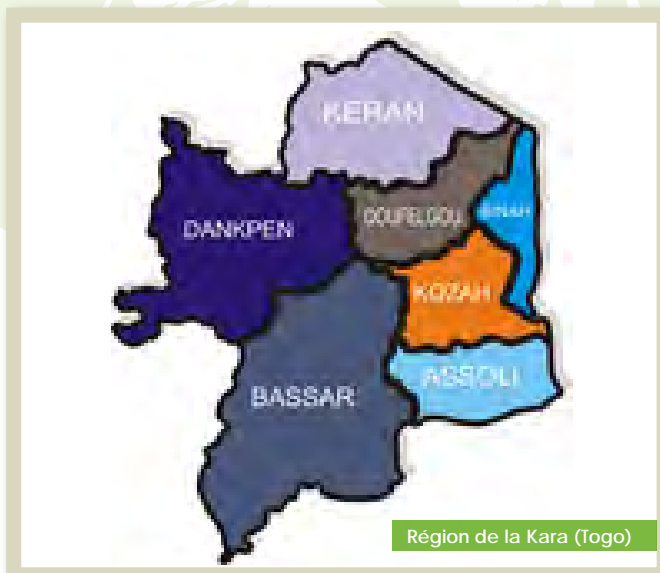 KERAN
DOUFELGOU
BINAH
DANKPEN
KOZAH
ASSOLI
BASSAR
Région de la Kara (Togo)